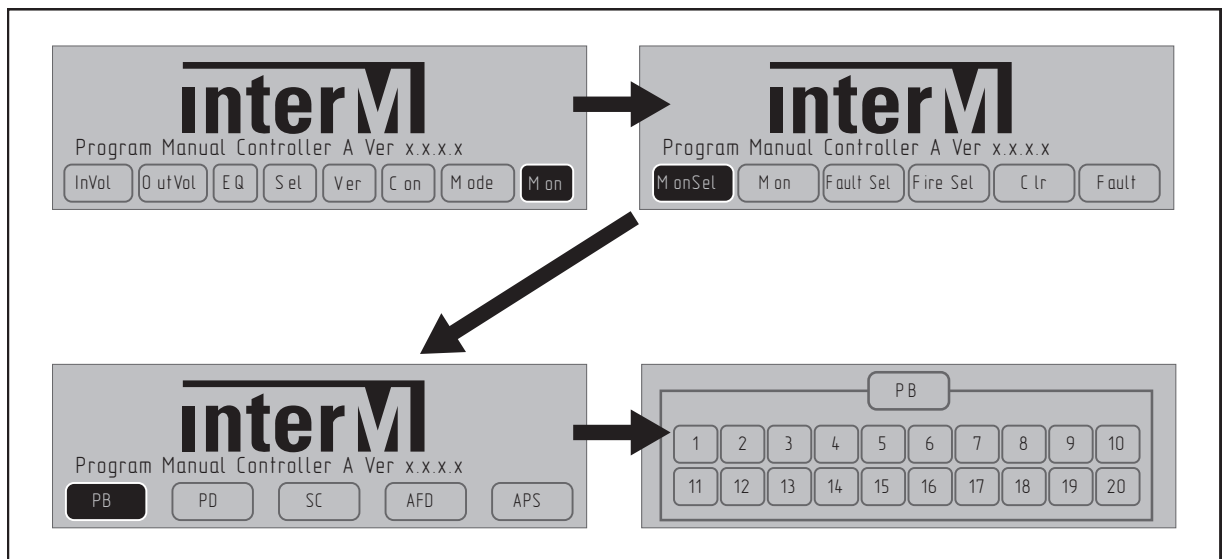 interM
Program Manual Controller A Ver x.x.x.x
InVol OutVol EQ Sel Ver Con Mode Mon
interM
Program Manual Controller A Ver x.x.x.x
MonSel Mon Fault Sel Fire Sel Clr Fault
interM
Program Manual Controller A Ver x.x.x.x
PB PD SC AFD APS
PB
1 2 3 4 5 6 7 8 9 10
11 12 13 14 15 16 17 18 19 20